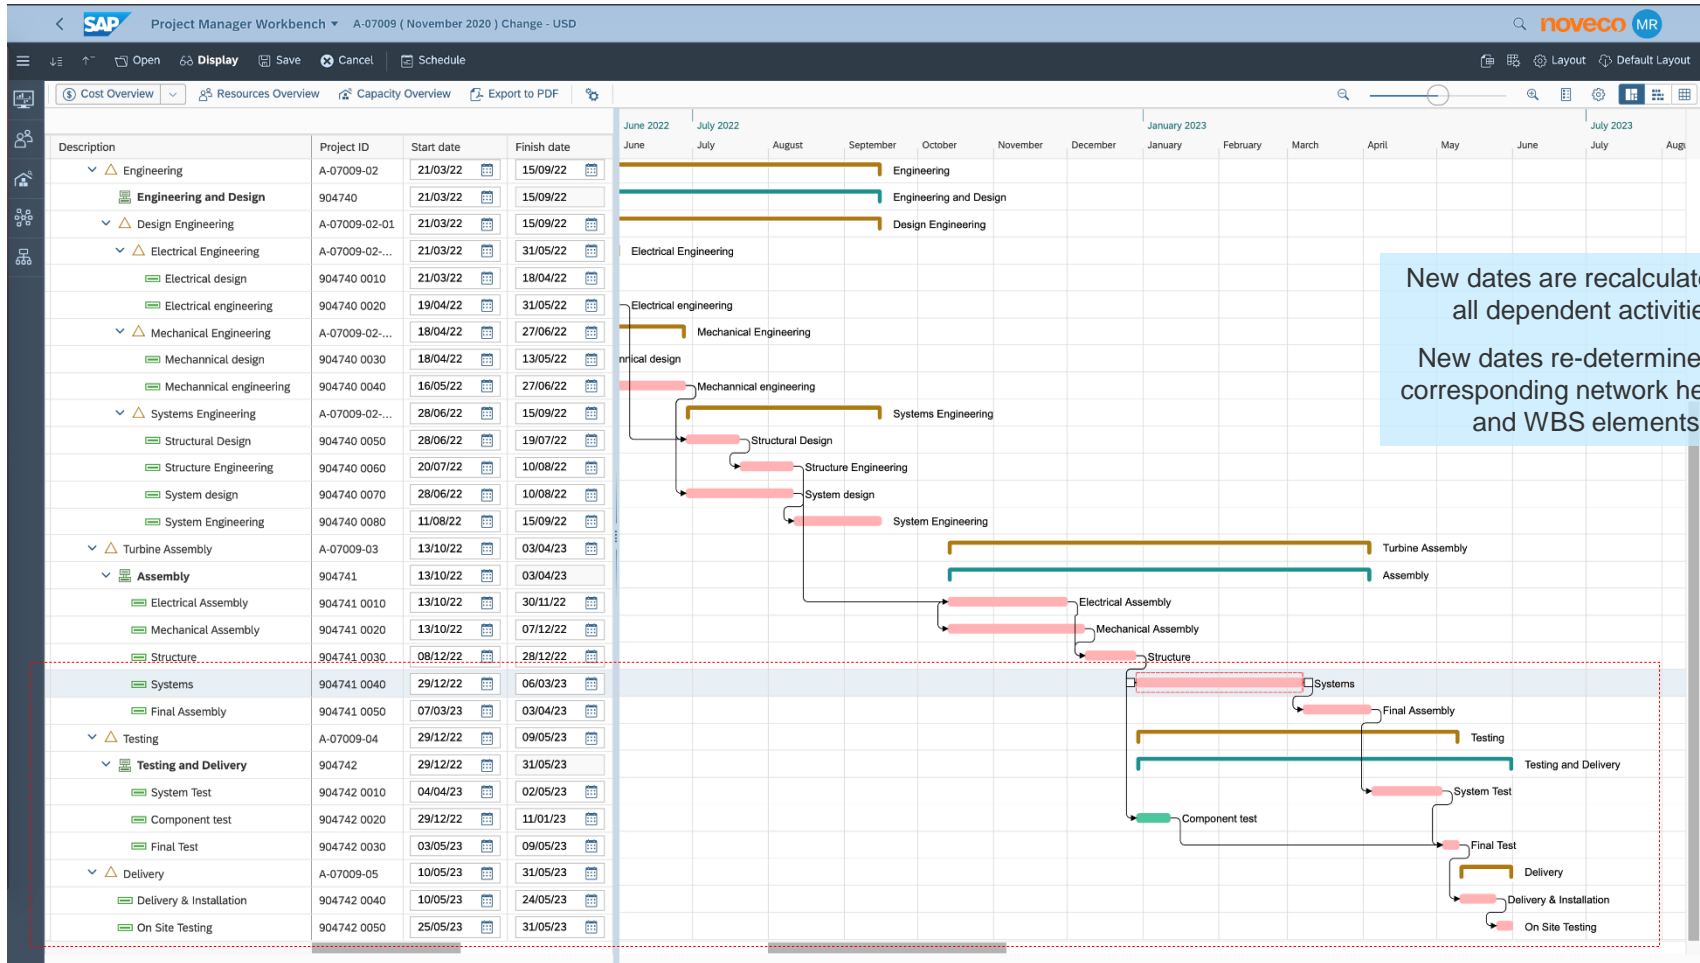 SAP Project Manager Workbench A-07009 ( November 2020 ) Change - USD noveco MR
Open Display Save Cancel Schedule Layout Default Layout
Cost Overview Resources Overview Capacity Overview Export to PDF
June 2022 July 2022 January 2023 July 2023
Description Project ID Start date Finish date June July August September October November December January February March April May June July Augu
Engineering A-07009-02 21/03/22 15/09/22 Engineering
Engineering and Design 904740 21/03/22 15/09/22 Engineering and Design
Design Engineering A-07009-02-01 21/03/22 15/09/22 Design Engineering
Electrical Engineering A-07009-02-... 21/03/22 31/05/22 Electrical Engineering
Electrical design 904740 0010 21/03/22 18/04/22
Electrical engineering 904740 0020 19/04/22 31/05/22 Electrical engineering
Mechanical Engineering A-07009-02-... 18/04/22 27/06/22 Mechanical Engineering
Mechannical design 904740 0030 18/04/22 13/05/22 nnical design
Mechannical engineering 904740 0040 16/05/22 27/06/22 Mechannical engineering
Systems Engineering A-07009-02-... 28/06/22 15/09/22 Systems Engineering
Structural Design 904740 0050 28/06/22 19/07/22 Structural Design
Structure Engineering 904740 0060 20/07/22 10/08/22 Structure Engineering
System design 904740 0070 28/06/22 10/08/22 System design
System Engineering 904740 0080 11/08/22 15/09/22 System Engineering
Turbine Assembly A-07009-03 13/10/22 03/04/23 Turbine Assembly
Assembly 904741 13/10/22 03/04/23 Assembly
Electrical Assembly 904741 0010 13/10/22 30/11/22 Electrical Assembly
Mechanical Assembly 904741 0020 13/10/22 07/12/22 Mechanical Assembly
Structure 904741 0030 08/12/22 28/12/22 Structure
Systems 904741 0040 29/12/22 06/03/23 Systems
Final Assembly 904741 0050 07/03/23 03/04/23 Final Assembly
Testing A-07009-04 29/12/22 09/05/23 Testing
Testing and Delivery 904742 29/12/22 31/05/23 Testing and Delivery
System Test 904742 0010 04/04/23 02/05/23 System Test
Component test 904742 0020 29/12/22 11/01/23 Component test
Final Test 904742 0030 03/05/23 09/05/23 Final Test
Delivery A-07009-05 10/05/23 31/05/23 Delivery
Delivery & Installation 904742 0040 10/05/23 24/05/23 Delivery & Installation
On Site Testing 904742 0050 25/05/23 31/05/23 On Site Testing
New dates are recalculate
all dependent activitie
New dates re-determine
corresponding network he
and WBS elements